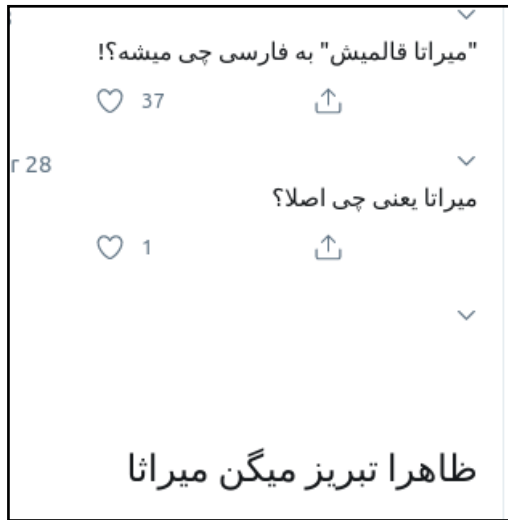 "میراتا قالمیش" به فارسی چی میشه؟!
37
r 28
میراتا یعنی چی اصلا؟
1
ظاهرا تبریز میگن میراثا